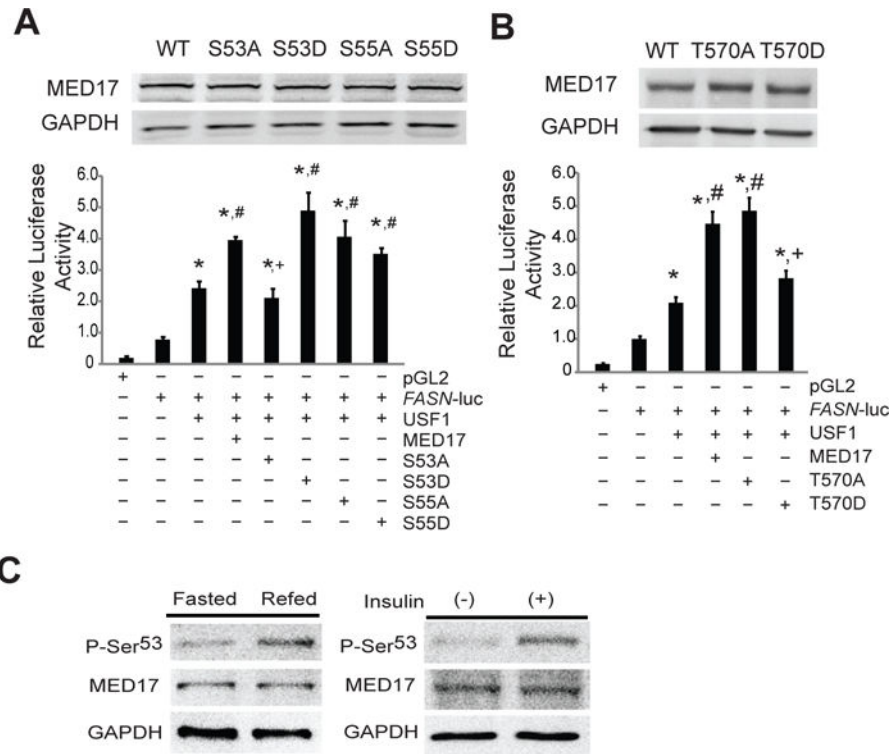 A
WT S53A S53D S55A S55D
MED17
GAPDH
Relative Luciferase
Activity
6.0
5.0
4.0
3.0
2.0
1.0
0
*
*,#
*,+
*,#
*,#
*,#
+ − − − − − − − pGL2
− + + + + + + + FASN-luc
− − + + + + + + USF1
− − − + − − − − MED17
− − − − + − − − S53A
− − − − − + − − S53D
− − − − − − + − S55A
− − − − − − − + S55D
B
WT T570A T570D
MED17
GAPDH
Relative Luciferase
Activity
6.0
5.0
4.0
3.0
2.0
1.0
0
*
*,#
*,#
*,+
+ − − − − − pGL2
− + + + + + FASN-luc
− − + + + + USF1
− − − + − − MED17
− − − − + − T570A
− − − − − + T570D
C
Fasted Refed
P-Ser53
MED17
GAPDH
Insulin (-) (+)
P-Ser53
MED17
GAPDH